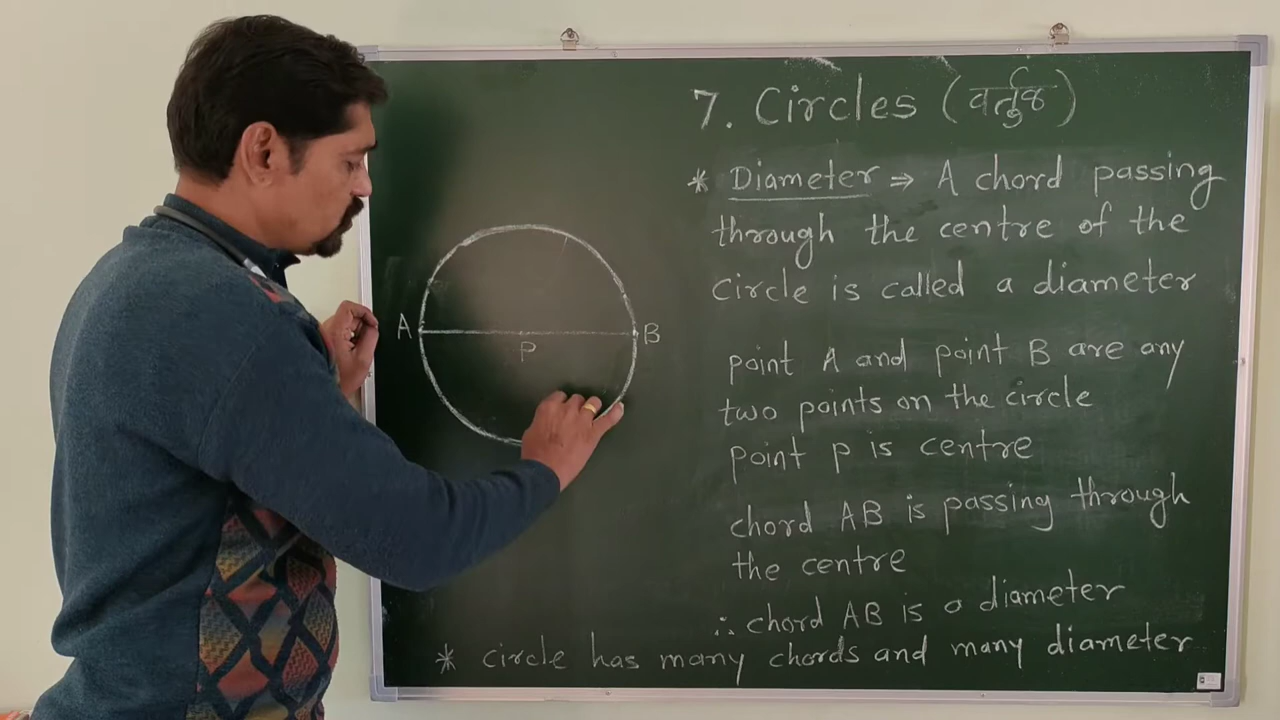 7. Circles (वर्तुळ)
* Diameter ⇒ A chord passing
through the centre of the
circle is called a diameter
A
B
P
point A and point B are any
two points on the circle
point p is centre
chord AB is passing through
the centre
∴ chord AB is a diameter
* circle has many chords and many diameter